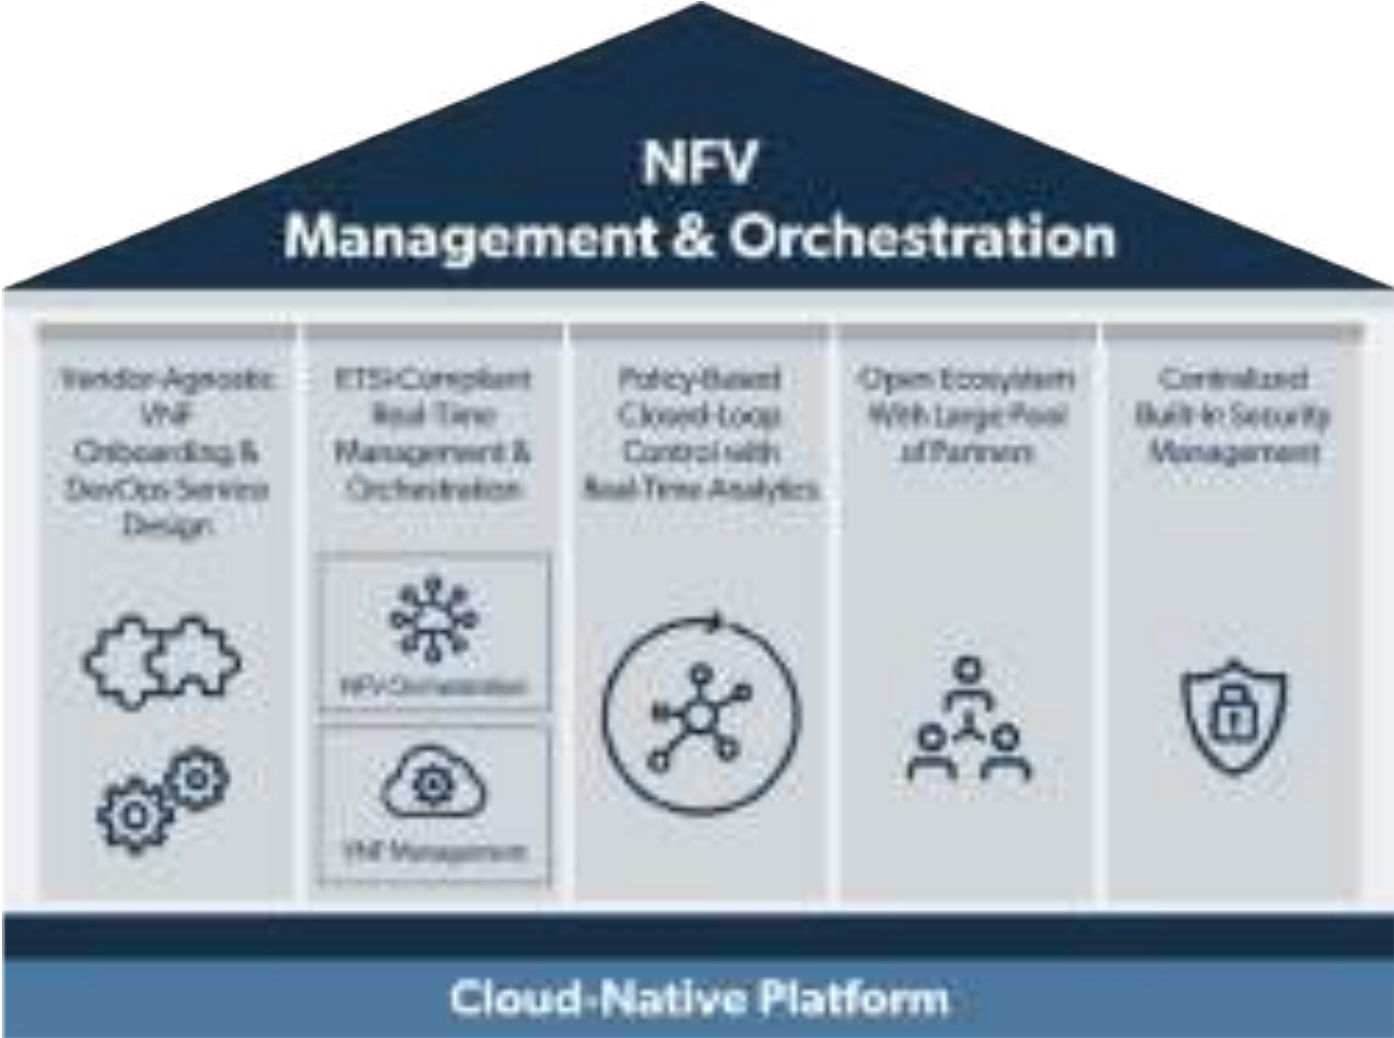 NFV
Management & Orchestration
Vendor-Agnostic
VNF
Onboarding &
DevOps Service
Design
ETSI-Compliant
Real-Time
Management &
Orchestration
NFV Orchestration
VNF Management
Policy-Based
Closed-Loop
Control with
Real-Time Analytics
Open Ecosystem
With Large Pool
of Partners
Centralized
Built-In Security
Management
Cloud-Native Platform